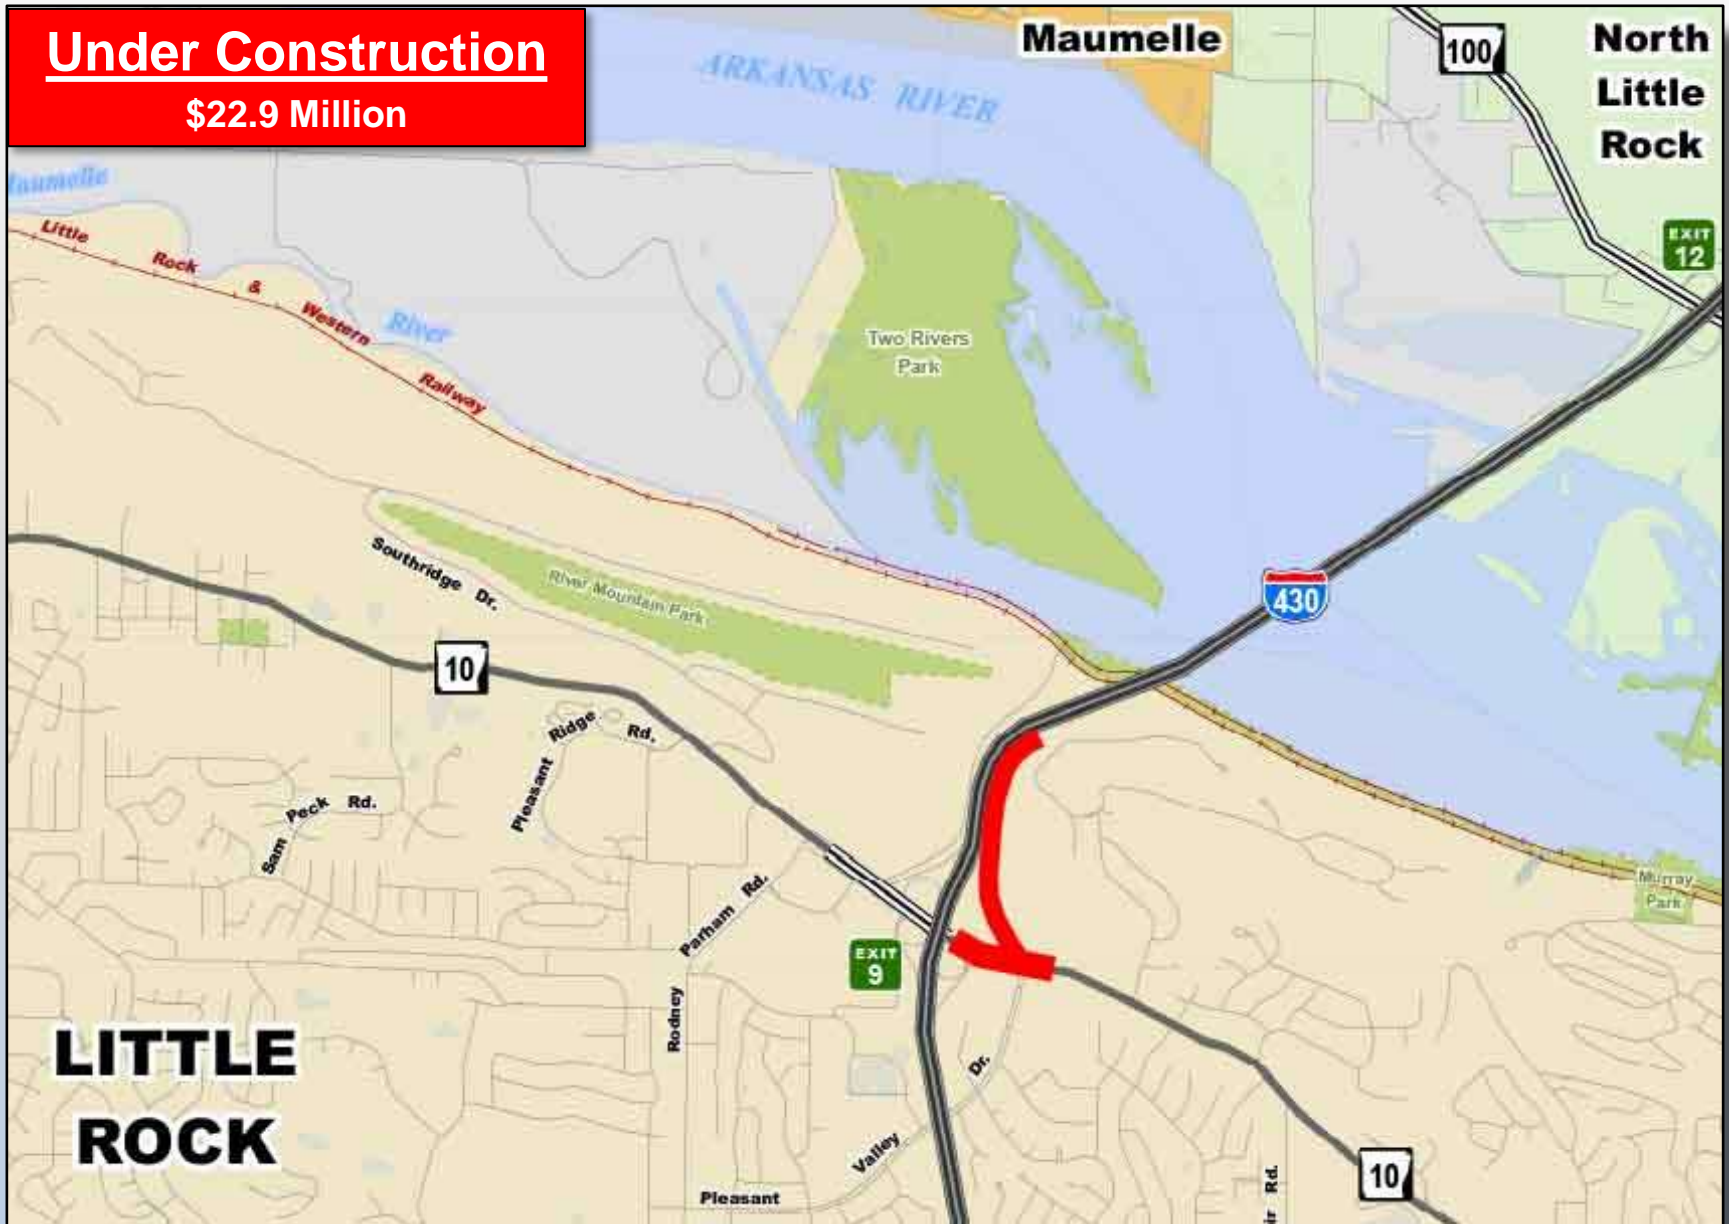 Under Construction
$22.9 Million
Maumelle
North
Little
Rock
100
ARKANSAS RIVER
EXIT
12
Little Rock & Western Railway
River
Two Rivers
Park
430
Southridge Dr.
River Mountain Park
10
Pleasant Ridge Rd.
Sam Peck Rd.
Parham Rd.
Rodney
EXIT
9
Murray
Park
LITTLE
ROCK
Pleasant Valley Dr.
Rd.
10